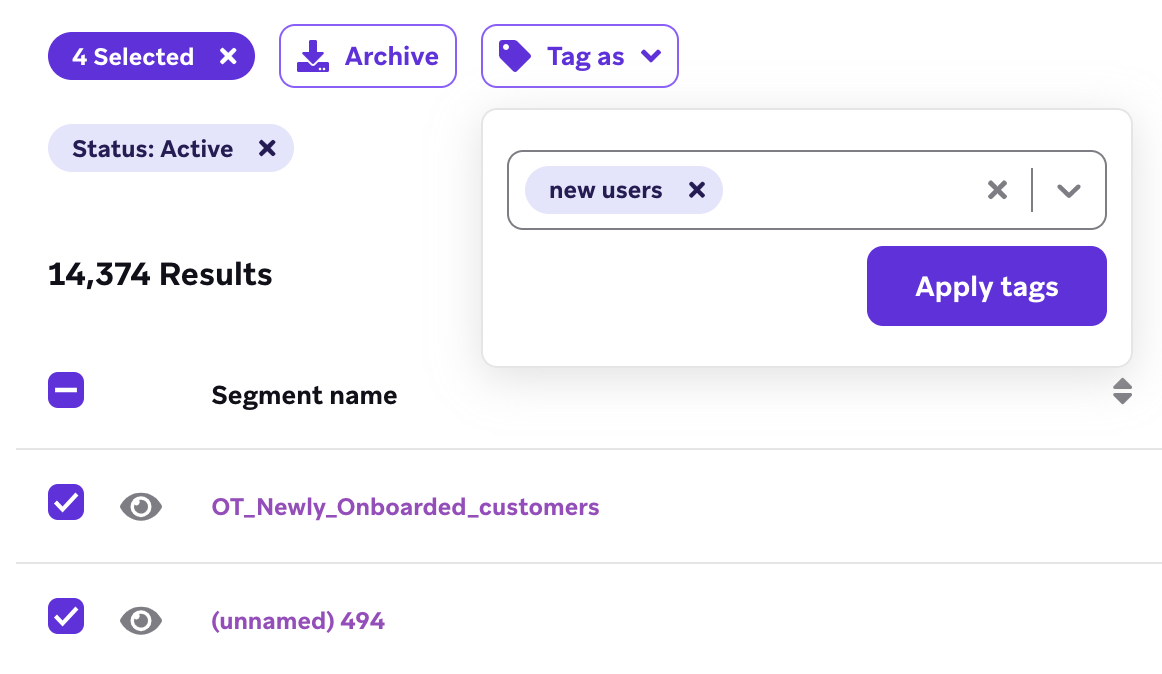 4 Selected Archive Tag as
Status: Active
new users
14,374 Results
Apply tags
Segment name
OT_Newly_Onboarded_customers
(unnamed) 494